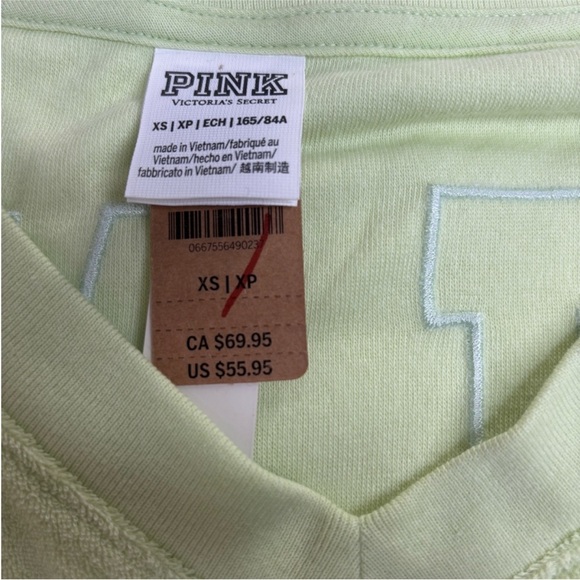 PINK
VICTORIA'S SECRET
XS | XP | ECH | 165/84A
made in Vietnam/fabriqué au
Vietnam/hecho en Vietnam/
fabbricato in Vietnam/ 越南制造
066755649023
XS | XP
CA $69.95
US $55.95